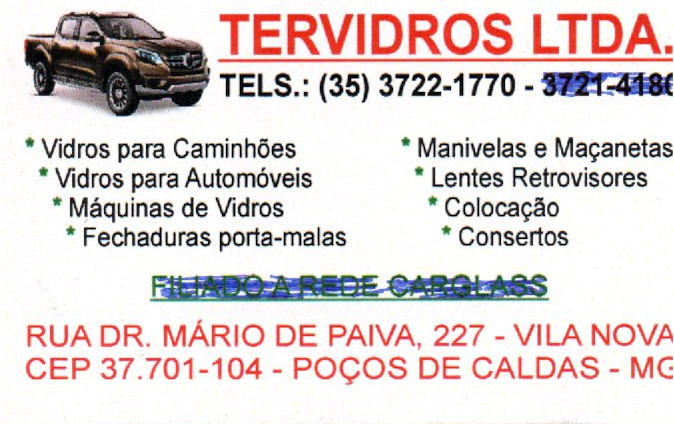 TERVIDROS LTDA.
TELS.: (35) 3722-1770 - 3721-4180
* Vidros para Caminhões
* Vidros para Automóveis
* Máquinas de Vidros
* Fechaduras porta-malas
* Manivelas e Maçanetas
* Lentes Retrovisores
* Colocação
* Consertos
FILIADO A REDE CARGLASS
RUA DR. MÁRIO DE PAIVA, 227 - VILA NOVA
CEP 37.701-104 - POÇOS DE CALDAS - MG